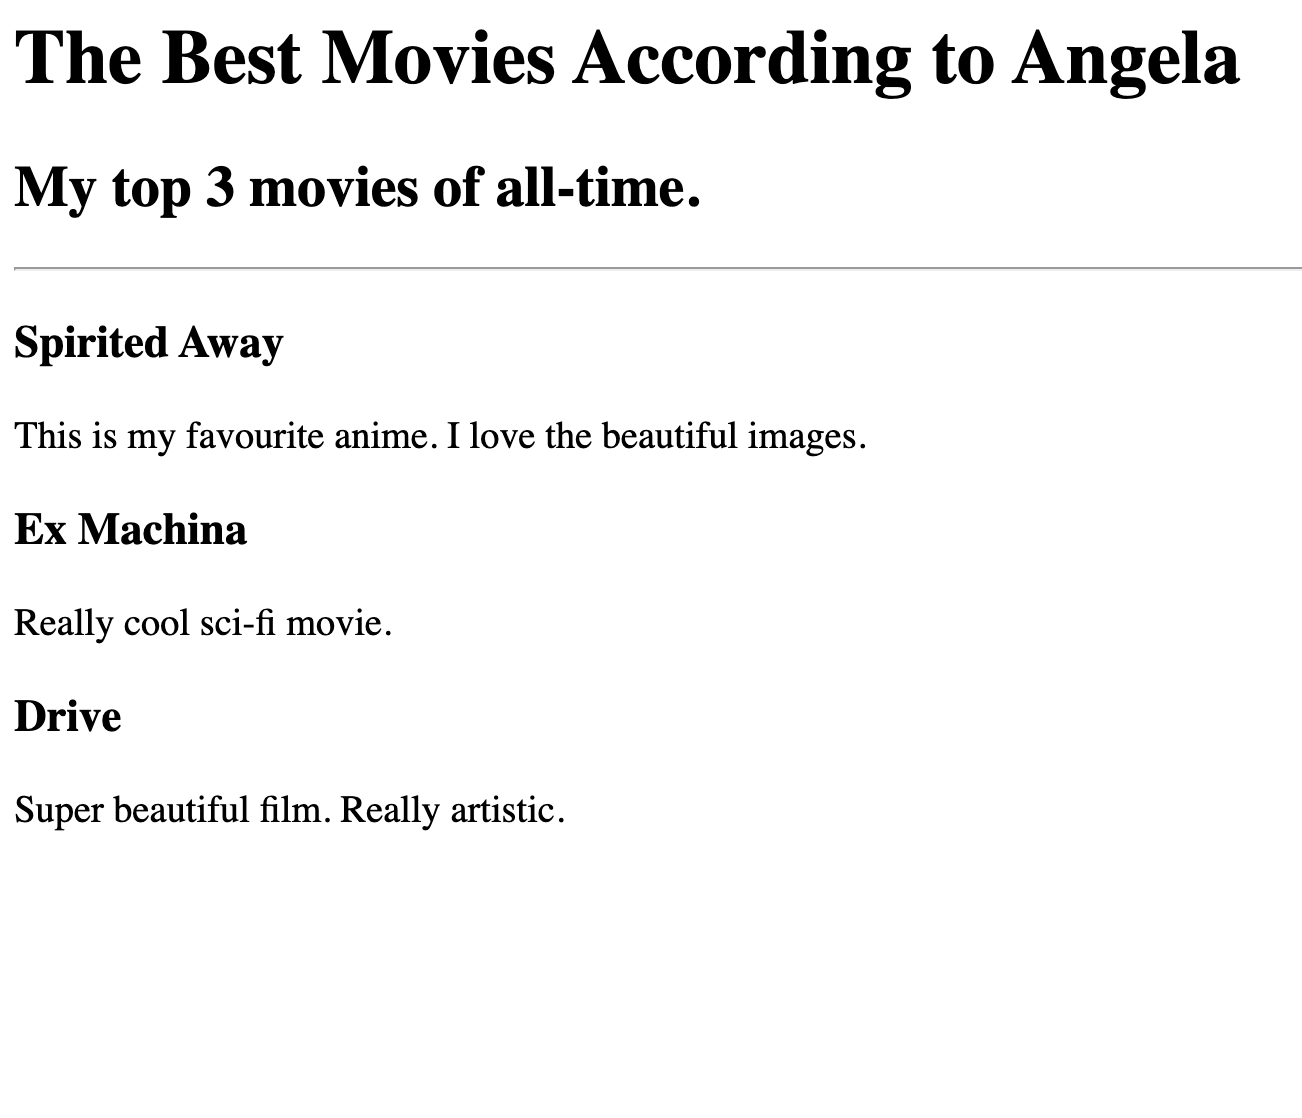 The Best Movies According to Angela
My top 3 movies of all-time.
Spirited Away
This is my favourite anime. I love the beautiful images.
Ex Machina
Really cool sci-fi movie.
Drive
Super beautiful film. Really artistic.